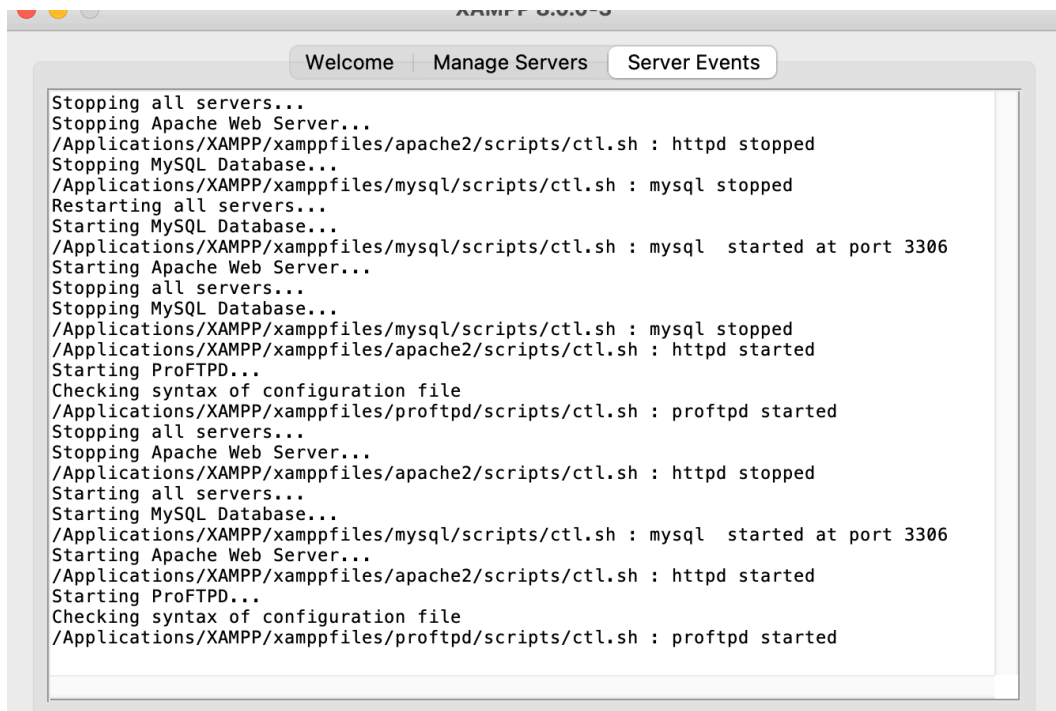 XAMPP 8.0.0-3
Welcome Manage Servers Server Events
Stopping all servers...
Stopping Apache Web Server...
/Applications/XAMPP/xamppfiles/apache2/scripts/ctl.sh : httpd stopped
Stopping MySQL Database...
/Applications/XAMPP/xamppfiles/mysql/scripts/ctl.sh : mysql stopped
Restarting all servers...
Starting MySQL Database...
/Applications/XAMPP/xamppfiles/mysql/scripts/ctl.sh : mysql  started at port 3306
Starting Apache Web Server...
Stopping all servers...
Stopping MySQL Database...
/Applications/XAMPP/xamppfiles/mysql/scripts/ctl.sh : mysql stopped
/Applications/XAMPP/xamppfiles/apache2/scripts/ctl.sh : httpd started
Starting ProFTPD...
Checking syntax of configuration file
/Applications/XAMPP/xamppfiles/proftpd/scripts/ctl.sh : proftpd started
Stopping all servers...
Stopping Apache Web Server...
/Applications/XAMPP/xamppfiles/apache2/scripts/ctl.sh : httpd stopped
Starting all servers...
Starting MySQL Database...
/Applications/XAMPP/xamppfiles/mysql/scripts/ctl.sh : mysql  started at port 3306
Starting Apache Web Server...
/Applications/XAMPP/xamppfiles/apache2/scripts/ctl.sh : httpd started
Starting ProFTPD...
Checking syntax of configuration file
/Applications/XAMPP/xamppfiles/proftpd/scripts/ctl.sh : proftpd started